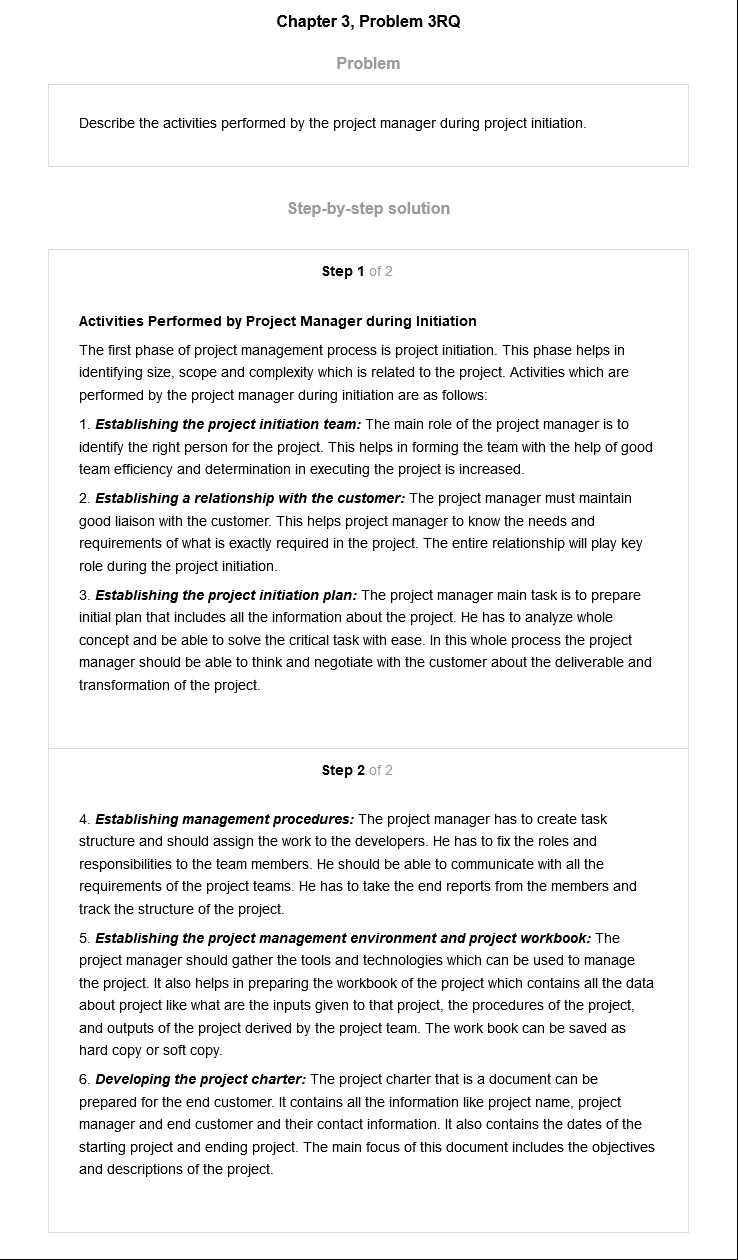 Chapter 3, Problem 3RQ
Problem
Describe the activities performed by the project manager during project initiation.
Step-by-step solution
Step 1 of 2
Activities Performed by Project Manager during Initiation
The first phase of project management process is project initiation. This phase helps in
identifying size, scope and complexity which is related to the project. Activities which are
performed by the project manager during initiation are as follows:
1. Establishing the project initiation team: The main role of the project manager is to
identify the right person for the project. This helps in forming the team with the help of good
team efficiency and determination in executing the project is increased.
2. Establishing a relationship with the customer: The project manager must maintain
good liaison with the customer. This helps project manager to know the needs and
requirements of what is exactly required in the project. The entire relationship will play key
role during the project initiation.
3. Establishing the project initiation plan: The project manager main task is to prepare
initial plan that includes all the information about the project. He has to analyze whole
concept and be able to solve the critical task with ease. In this whole process the project
manager should be able to think and negotiate with the customer about the deliverable and
transformation of the project.
Step 2 of 2
4. Establishing management procedures: The project manager has to create task
structure and should assign the work to the developers. He has to fix the roles and
responsibilities to the team members. He should be able to communicate with all the
requirements of the project teams. He has to take the end reports from the members and
track the structure of the project.
5. Establishing the project management environment and project workbook: The
project manager should gather the tools and technologies which can be used to manage
the project. It also helps in preparing the workbook of the project which contains all the data
about project like what are the inputs given to that project, the procedures of the project,
and outputs of the project derived by the project team. The work book can be saved as
hard copy or soft copy.
6. Developing the project charter: The project charter that is a document can be
prepared for the end customer. It contains all the information like project name, project
manager and end customer and their contact information. It also contains the dates of the
starting project and ending project. The main focus of this document includes the objectives
and descriptions of the project.